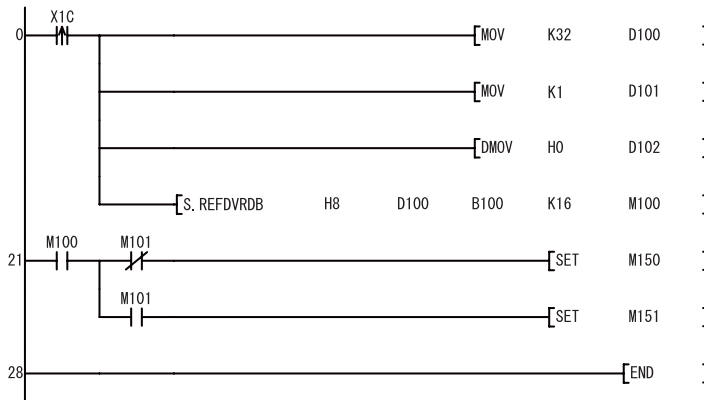 X1C
0 MOV K32 D100
MOV K1 D101
DMOV H0 D102
S.REFDVRDB H8 D100 B100 K16 M100
M100 M101
21 SET M150
M101
SET M151
28 END